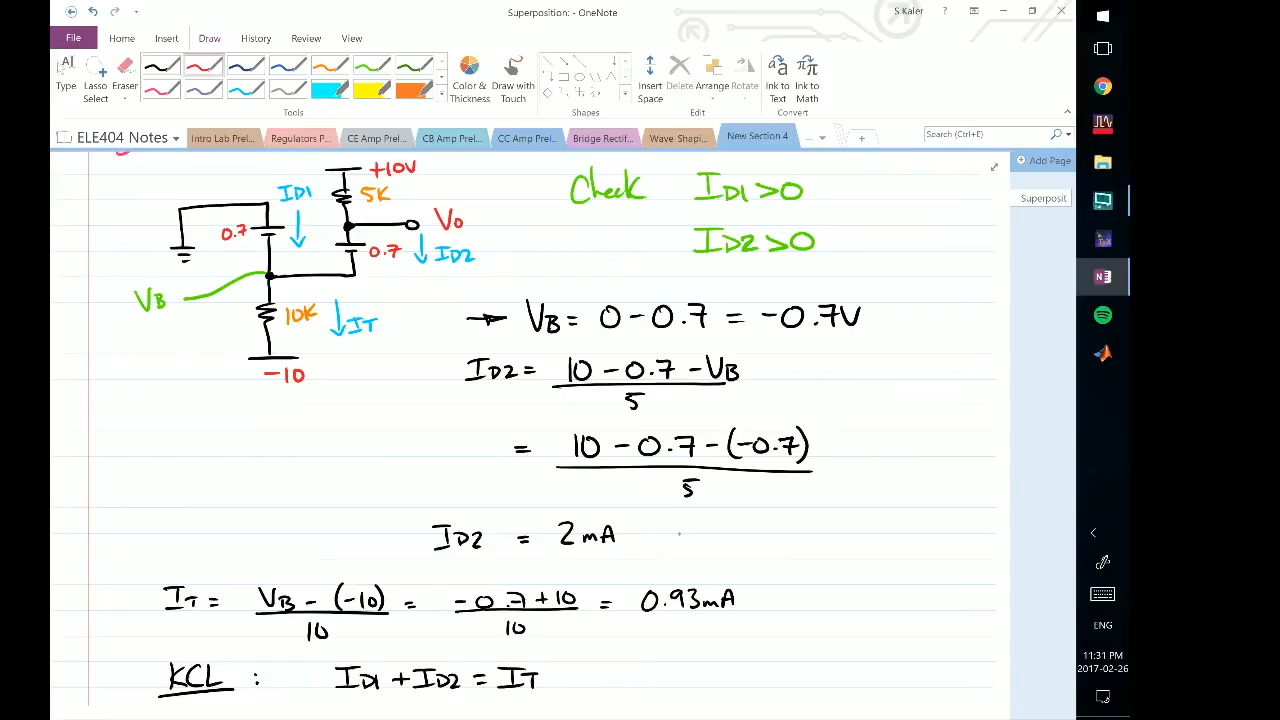 Superposition: - OneNote
S Kaler
?
File Home Insert Draw History Review View
Type
Lasso Select
Eraser
Color & Thickness
Draw with Touch
Insert Space
Delete
Arrange
Rotate
Ink to Text
Ink to Math
Tools
Shapes
Edit
Convert
ELE404 Notes
Intro Lab Prel...
Regulators P...
CE Amp Prel...
CB Amp Prel...
CC Amp Prel...
Bridge Rectif...
Wave Shapi...
New Section 4
...
Search (Ctrl+E)
Add Page
Superposit
+10V
5K
ID1
Vo
0.7
0.7
ID2
VB
10K
IT
-10
Check ID1>0
ID2>0
→ VB = 0 - 0.7 = -0.7V
ID2 = 10 - 0.7 - VB
5
= 10 - 0.7 - (-0.7)
5
ID2 = 2mA
IT = VB - (-10) = -0.7+10 = 0.93mA
10 10
KCL : ID1 + ID2 = IT
ENG
11:31 PM
2017-02-26